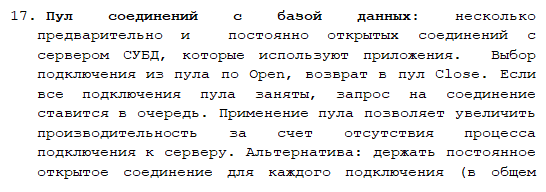 17. Пул соединений с базой данных: несколько
предварительно и постоянно открытых соединений с
сервером СУБД, которые используют приложения. Выбор
подключения из пула по Open, возврат в пул Close. Если
все подключения пула заняты, запрос на соединение
ставится в очередь. Применение пула позволяет увеличить
производительность за счет отсутствия процесса
подключения к серверу. Альтернатива: держать постоянное
открытое соединение для каждого подключения (в общем